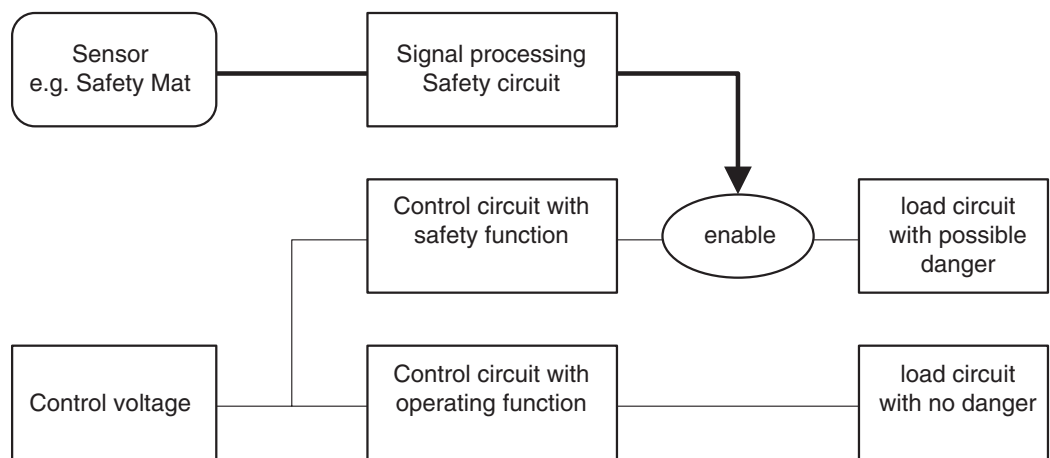 Sensor
e.g. Safety Mat
Signal processing
Safety circuit
Control circuit with
safety function
enable
load circuit
with possible
danger
Control voltage
Control circuit with
operating function
load circuit
with no danger